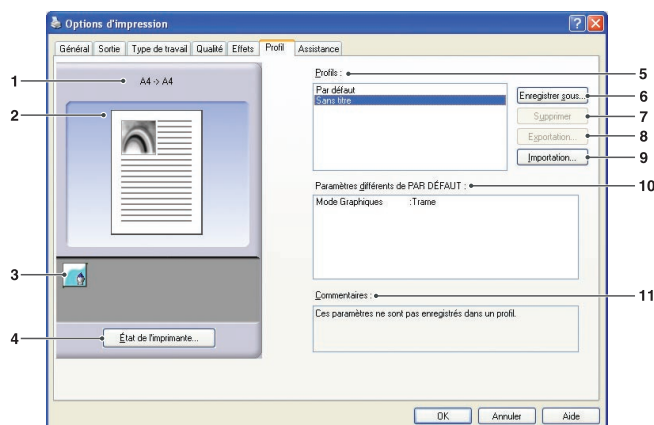 Options d'impression
Général Sortie Type de travail Qualité Effets Profil Assistance
1
A4 -> A4
2
3
4
État de l'imprimante...
Profils :
5
Par défaut
Sans titre
Enregistrer sous...
6
Supprimer
7
Exportation...
8
Importation...
9
Paramètres différents de PAR DÉFAUT :
10
Mode Graphiques :Trame
Commentaires :
11
Ces paramètres ne sont pas enregistrés dans un profil.
OK Annuler Aide